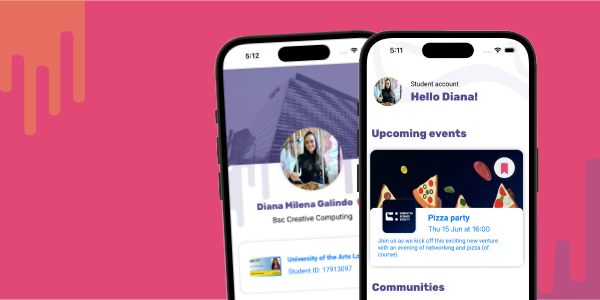 5:12
Diana Milena Galindo
Bsc Creative Computing
University of the Arts Lo
Student ID: 17913097
5:11
Student account
Hello Diana!
Upcoming events
Pizza party
Thu 15 Jun at 16:00
Join us as we kick off this exciting new venture
with an evening of networking and pizza (of
course).
Communities